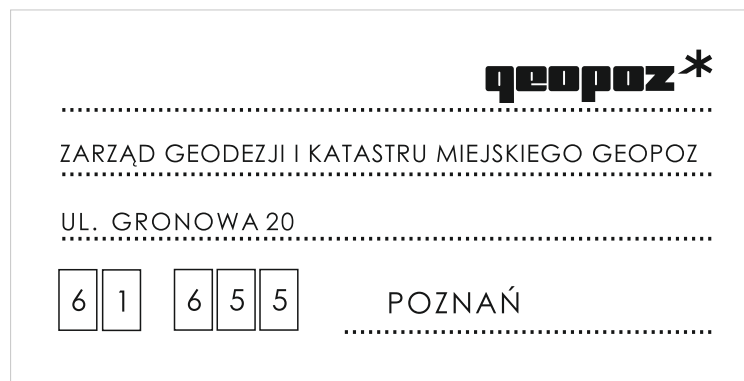 geopoz*
ZARZĄD GEODEZJI I KATASTRU MIEJSKIEGO GEOPOZ
UL. GRONOWA 20
61 655 POZNAŃ